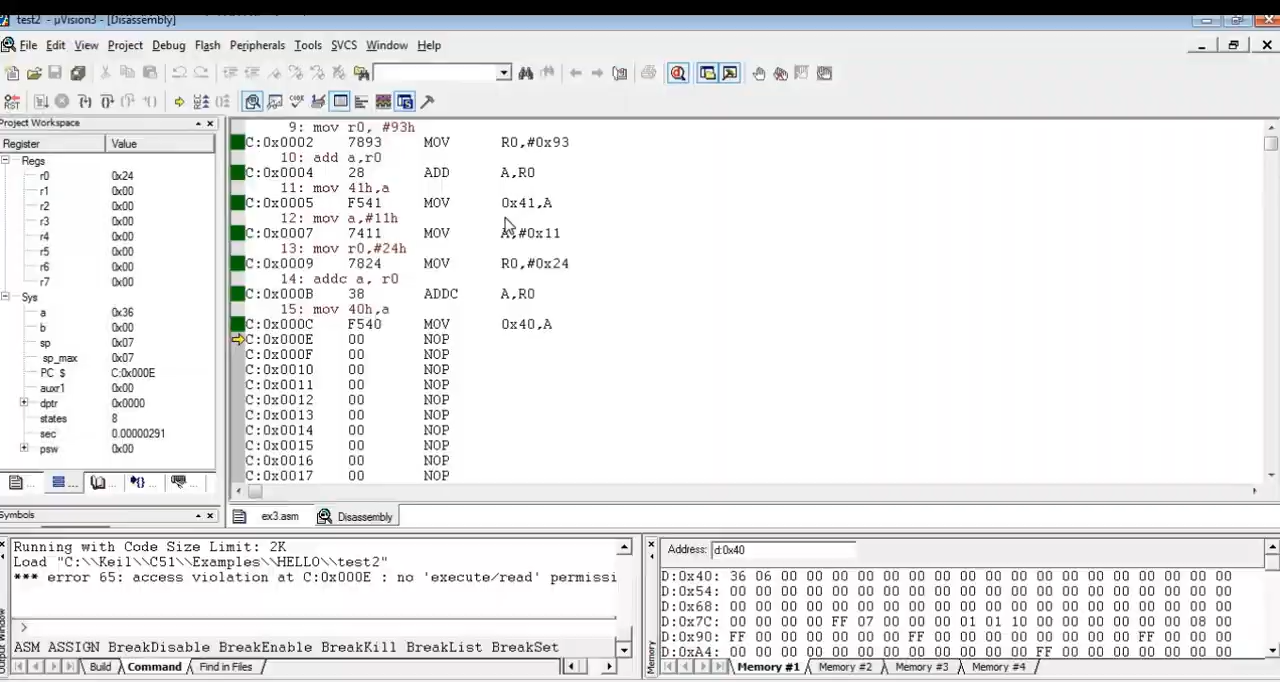 test2 - µVision3 - [Disassembly]
File Edit View Project Debug Flash Peripherals Tools SVCS Window Help
RST
Project Workspace
Register Value
Regs
r0 0x24
r1 0x00
r2 0x00
r3 0x00
r4 0x00
r5 0x00
r6 0x00
r7 0x00
Sys
a 0x36
b 0x00
sp 0x07
sp_max 0x07
PC $ C:0x000E
auxr1 0x00
dptr 0x0000
states 8
sec 0.00000291
psw 0x00
Symbols
9: mov r0, #93h
C:0x0002 7893 MOV R0,#0x93
10: add a,r0
C:0x0004 28 ADD A,R0
11: mov 41h,a
C:0x0005 F541 MOV 0x41,A
12: mov a,#11h
C:0x0007 7411 MOV A,#0x11
13: mov r0,#24h
C:0x0009 7824 MOV R0,#0x24
14: addc a, r0
C:0x000B 38 ADDC A,R0
15: mov 40h,a
C:0x000C F540 MOV 0x40,A
C:0x000E 00 NOP
C:0x000F 00 NOP
C:0x0010 00 NOP
C:0x0011 00 NOP
C:0x0012 00 NOP
C:0x0013 00 NOP
C:0x0014 00 NOP
C:0x0015 00 NOP
C:0x0016 00 NOP
C:0x0017 00 NOP
ex3.asm Disassembly
Running with Code Size Limit: 2K
Load "C:\\Keil\\C51\\Examples\\HELLO\\test2"
*** error 65: access violation at C:0x000E : no 'execute/read' permissi
>
ASM ASSIGN BreakDisable BreakEnable BreakKill BreakList BreakSet
Build Command Find in Files
Output Window
Address: d:0x40
D:0x40: 36 06 00 00 00 00 00 00 00 00 00 00 00 00 00 00 00 00 00 00
D:0x54: 00 00 00 00 00 00 00 00 00 00 00 00 00 00 00 00 00 00 00 00
D:0x68: 00 00 00 00 00 00 00 00 00 00 00 00 00 00 00 00 00 00 00 00
D:0x7C: 00 00 00 00 FF 07 00 00 00 01 01 10 00 00 00 00 00 00 08 00
D:0x90: FF 00 00 00 00 00 00 FF 00 00 00 00 00 00 00 00 FF 00 00 00
D:0xA4: 00 00 00 00 00 00 00 00 00 00 00 00 FF 00 00 00 00 00 00 00
Memory #1 Memory #2 Memory #3 Memory #4
Memory